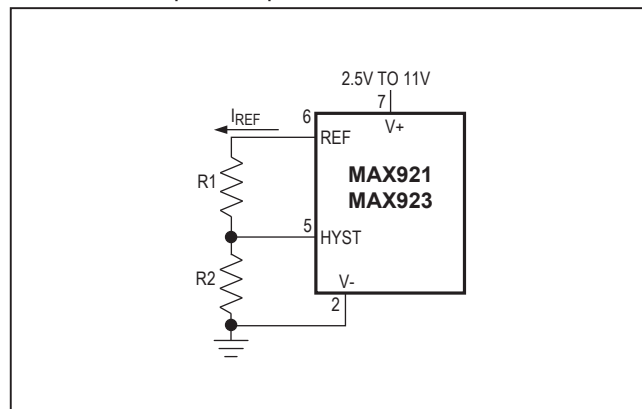 2.5V TO 11V
7
V+
6
IREF
REF
MAX921
MAX923
R1
5
HYST
R2
V-
2